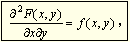 ∂²F(x,y)/∂x∂y = f(x,y),